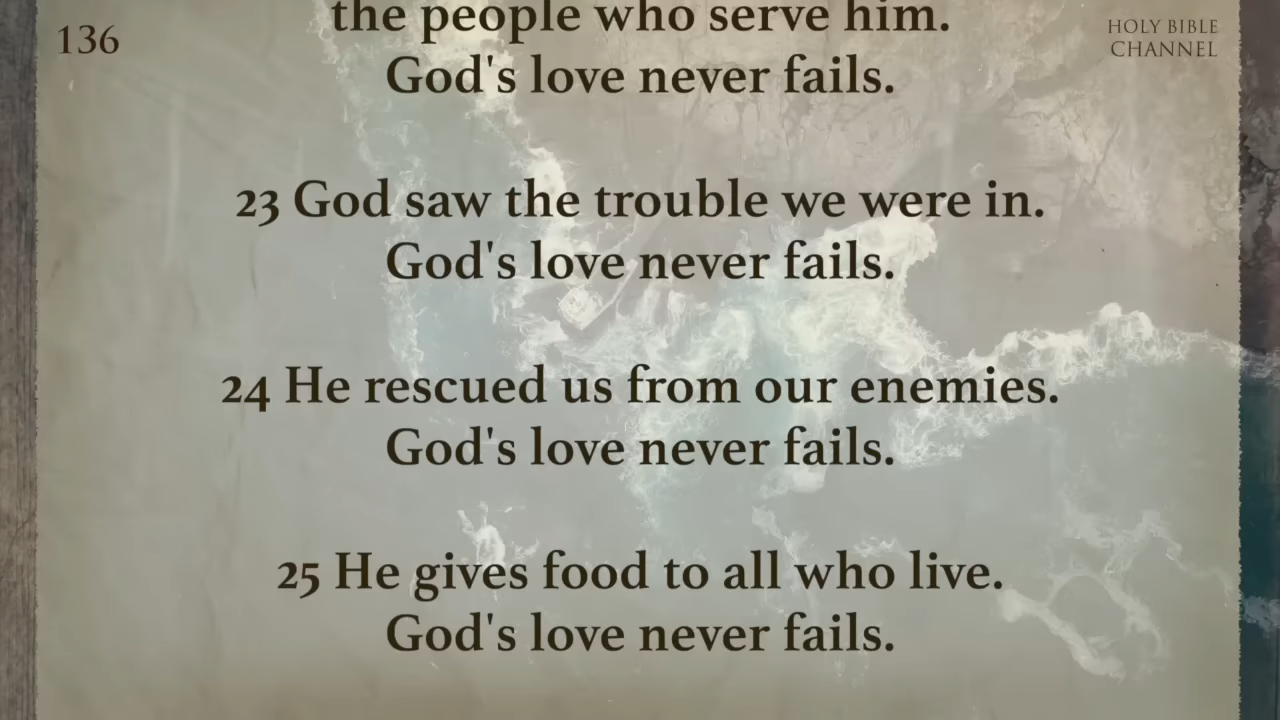 136
HOLY BIBLE
CHANNEL
the people who serve him.
God's love never fails.
23 God saw the trouble we were in.
God's love never fails.
24 He rescued us from our enemies.
God's love never fails.
25 He gives food to all who live.
God's love never fails.